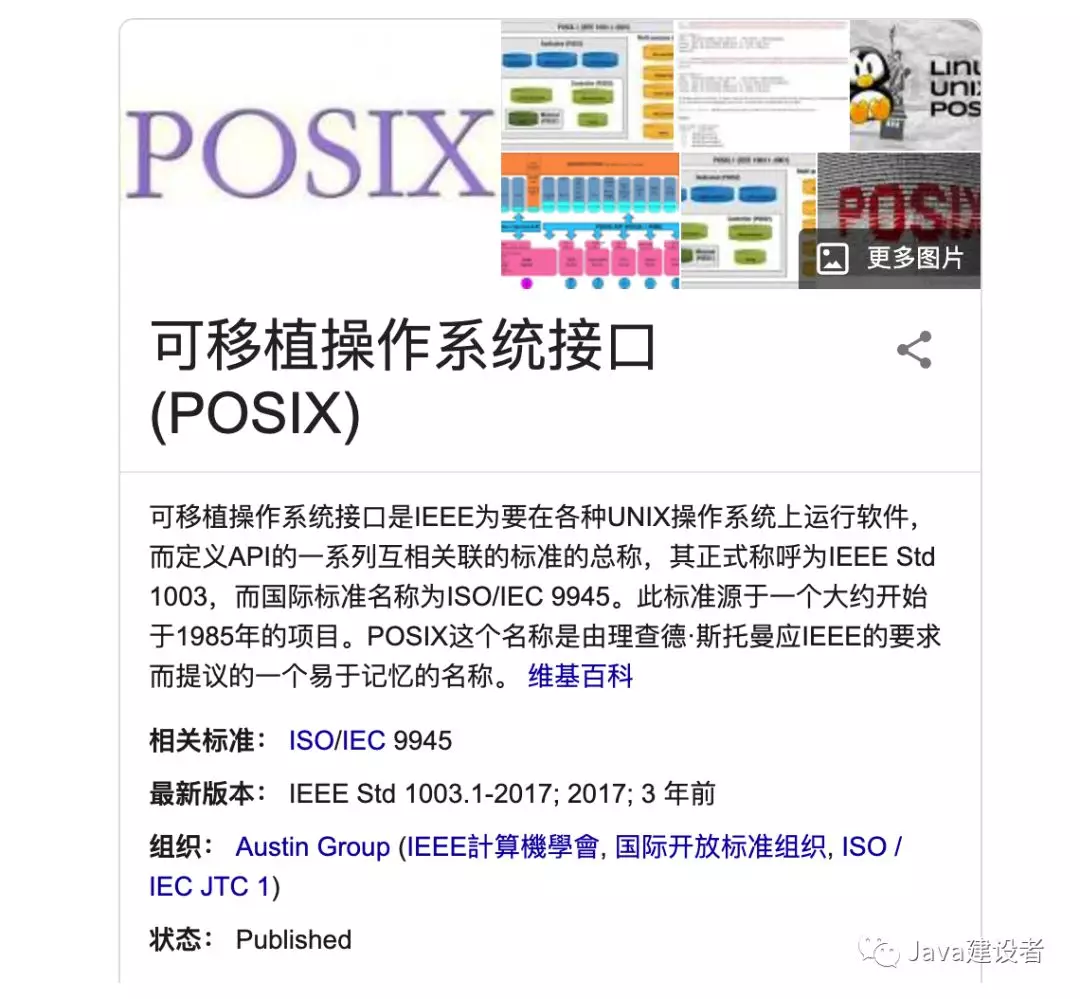 POSIX
LINU
UNIX
POS
POSIX
更多图片
可移植操作系统接口
(POSIX)
可移植操作系统接口是IEEE为要在各种UNIX操作系统上运行软件，
而定义API的一系列互相关联的标准的总称，其正式称呼为IEEE Std
1003，而国际标准名称为ISO/IEC 9945。此标准源于一个大约开始
于1985年的项目。POSIX这个名称是由理查德·斯托曼应IEEE的要求
而提议的一个易于记忆的名称。 维基百科
相关标准： ISO/IEC 9945
最新版本： IEEE Std 1003.1-2017; 2017; 3 年前
组织： Austin Group (IEEE計算機學會, 国际开放标准组织, ISO /
IEC JTC 1)
状态： Published
Java建设者